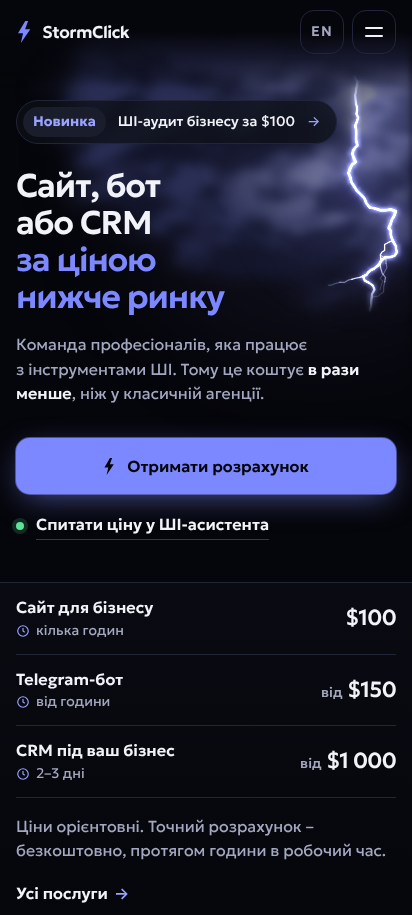 StormClick
EN
Новинка ШІ-аудит бізнесу за $100 →
Сайт, бот
або CRM
за ціною
нижче ринку
Команда професіоналів, яка працює
з інструментами ШІ. Тому це коштує в рази
менше, ніж у класичній агенції.
Отримати розрахунок
Спитати ціну у ШІ-асистента
Сайт для бізнесу
$100
кілька годин
Telegram-бот
від $150
від години
CRM під ваш бізнес
від $1 000
2–3 дні
Ціни орієнтовні. Точний розрахунок –
безкоштовно, протягом години в робочий час.
Усі послуги →